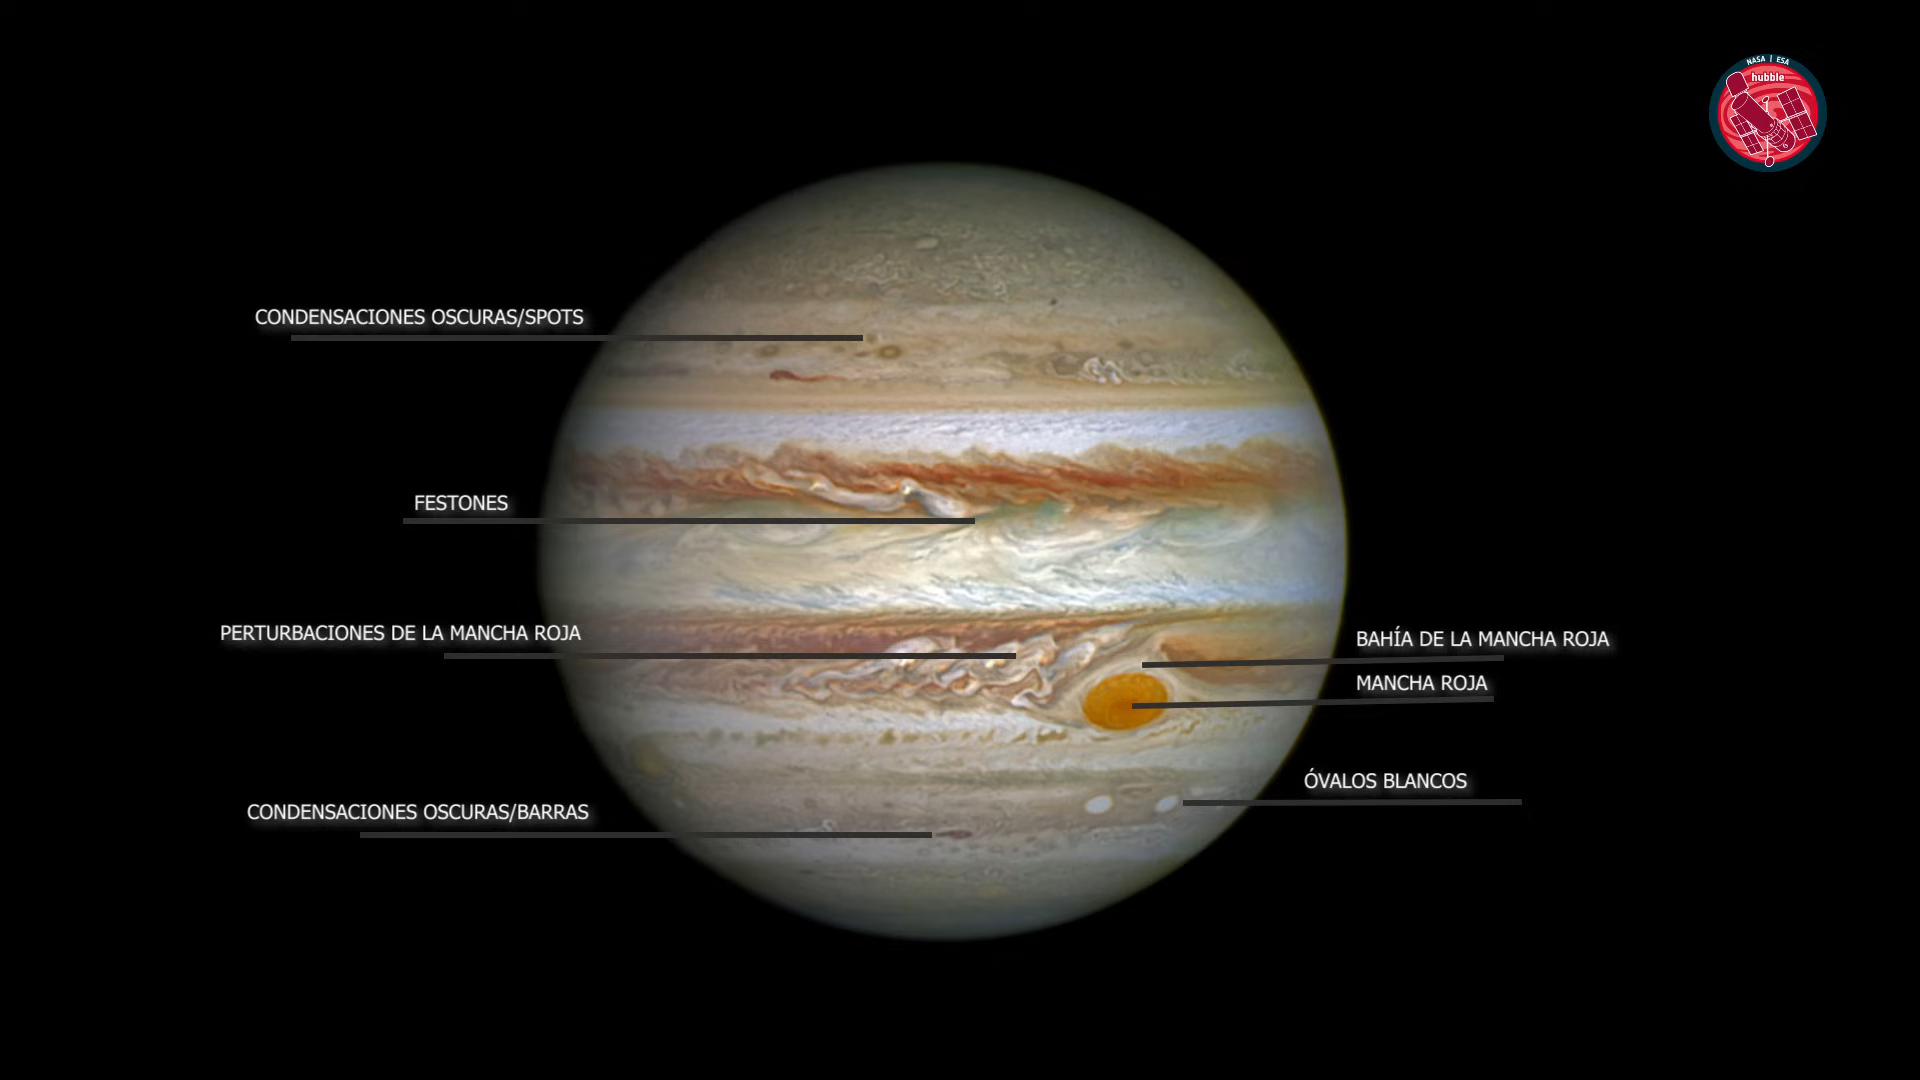 NASA | ESA
hubble
CONDENSACIONES OSCURAS/SPOTS
FESTONES
PERTURBACIONES DE LA MANCHA ROJA
BAHÍA DE LA MANCHA ROJA
MANCHA ROJA
ÓVALOS BLANCOS
CONDENSACIONES OSCURAS/BARRAS